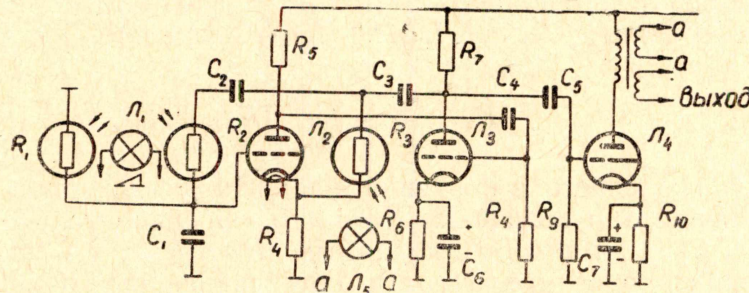 R5
R7
а
а
выход
C2
C3
C4
C5
R1
Л1
R2
Л2
R3
Л3
Л4
C1
R4
R6
C6
R4
R9
C7
R10
а
Л5
а
+
-
+
-